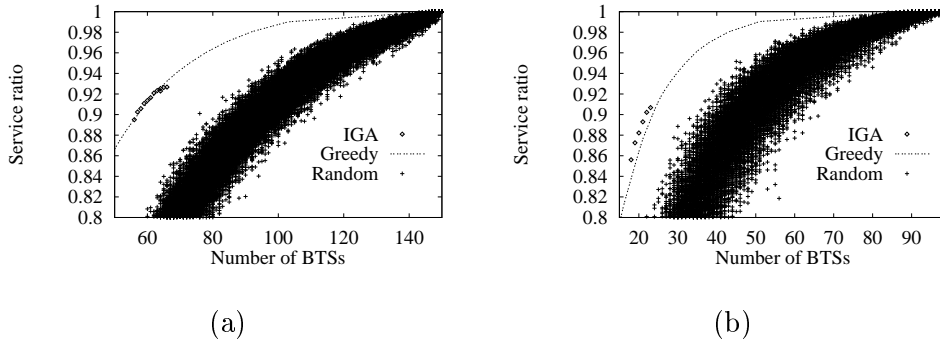 1
0.98
0.96
0.94
0.92
0.9
0.88
0.86
0.84
0.82
0.8
Service ratio
IGA
Greedy
Random
60 80 100 120 140
Number of BTSs
(a)
1
0.98
0.96
0.94
0.92
0.9
0.88
0.86
0.84
0.82
0.8
Service ratio
IGA
Greedy
Random
20 30 40 50 60 70 80 90
Number of BTSs
(b)